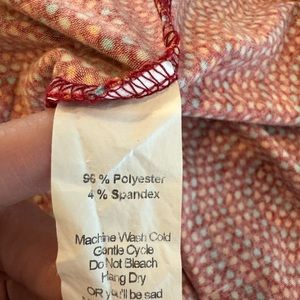 96 % Polyester
4 % Spandex
Machine Wash Cold
Gentle Cycle
Do Not Bleach
Hang Dry
OR you'll be sad